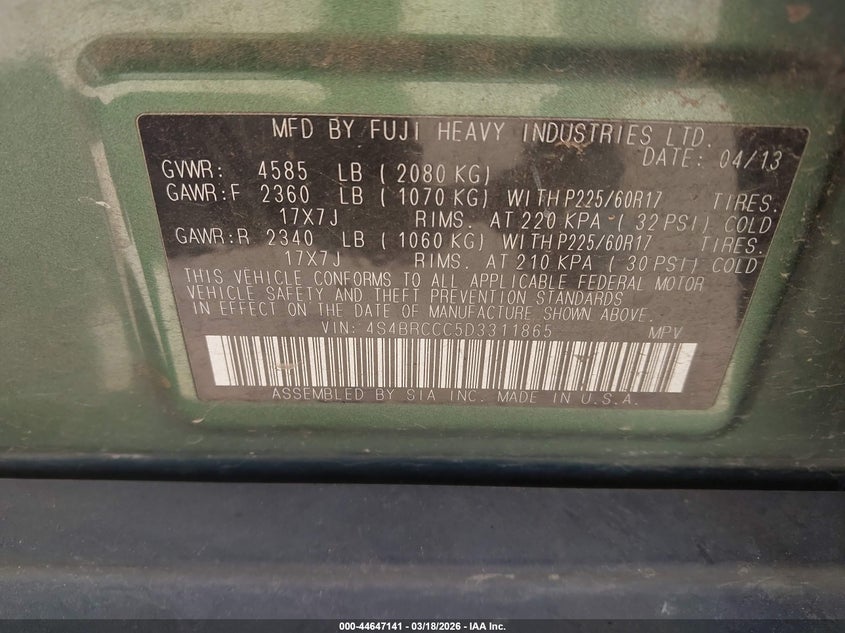 MFD BY FUJI HEAVY INDUSTRIES LTD.
DATE: 04/13
GVWR: 4585 LB ( 2080 KG)
GAWR:F 2360 LB ( 1070 KG) WITH P225/60R17 TIRES.
17X7J RIMS. AT 220 KPA ( 32 PSI) COLD
GAWR:R 2340 LB ( 1060 KG) WITH P225/60R17 TIRES.
17X7J RIMS. AT 210 KPA ( 30 PSI) COLD
THIS VEHICLE CONFORMS TO ALL APPLICABLE FEDERAL MOTOR
VEHICLE SAFETY AND THEFT PREVENTION STANDARDS
IN EFFECT ON THE DATE OF MANUFACTURE SHOWN ABOVE.
VIN: 4S4BRCCC5D3311865 MPV
ASSEMBLED BY SIA INC. MADE IN U.S.A.
000-44647141 - 03/18/2026 - IAA Inc.